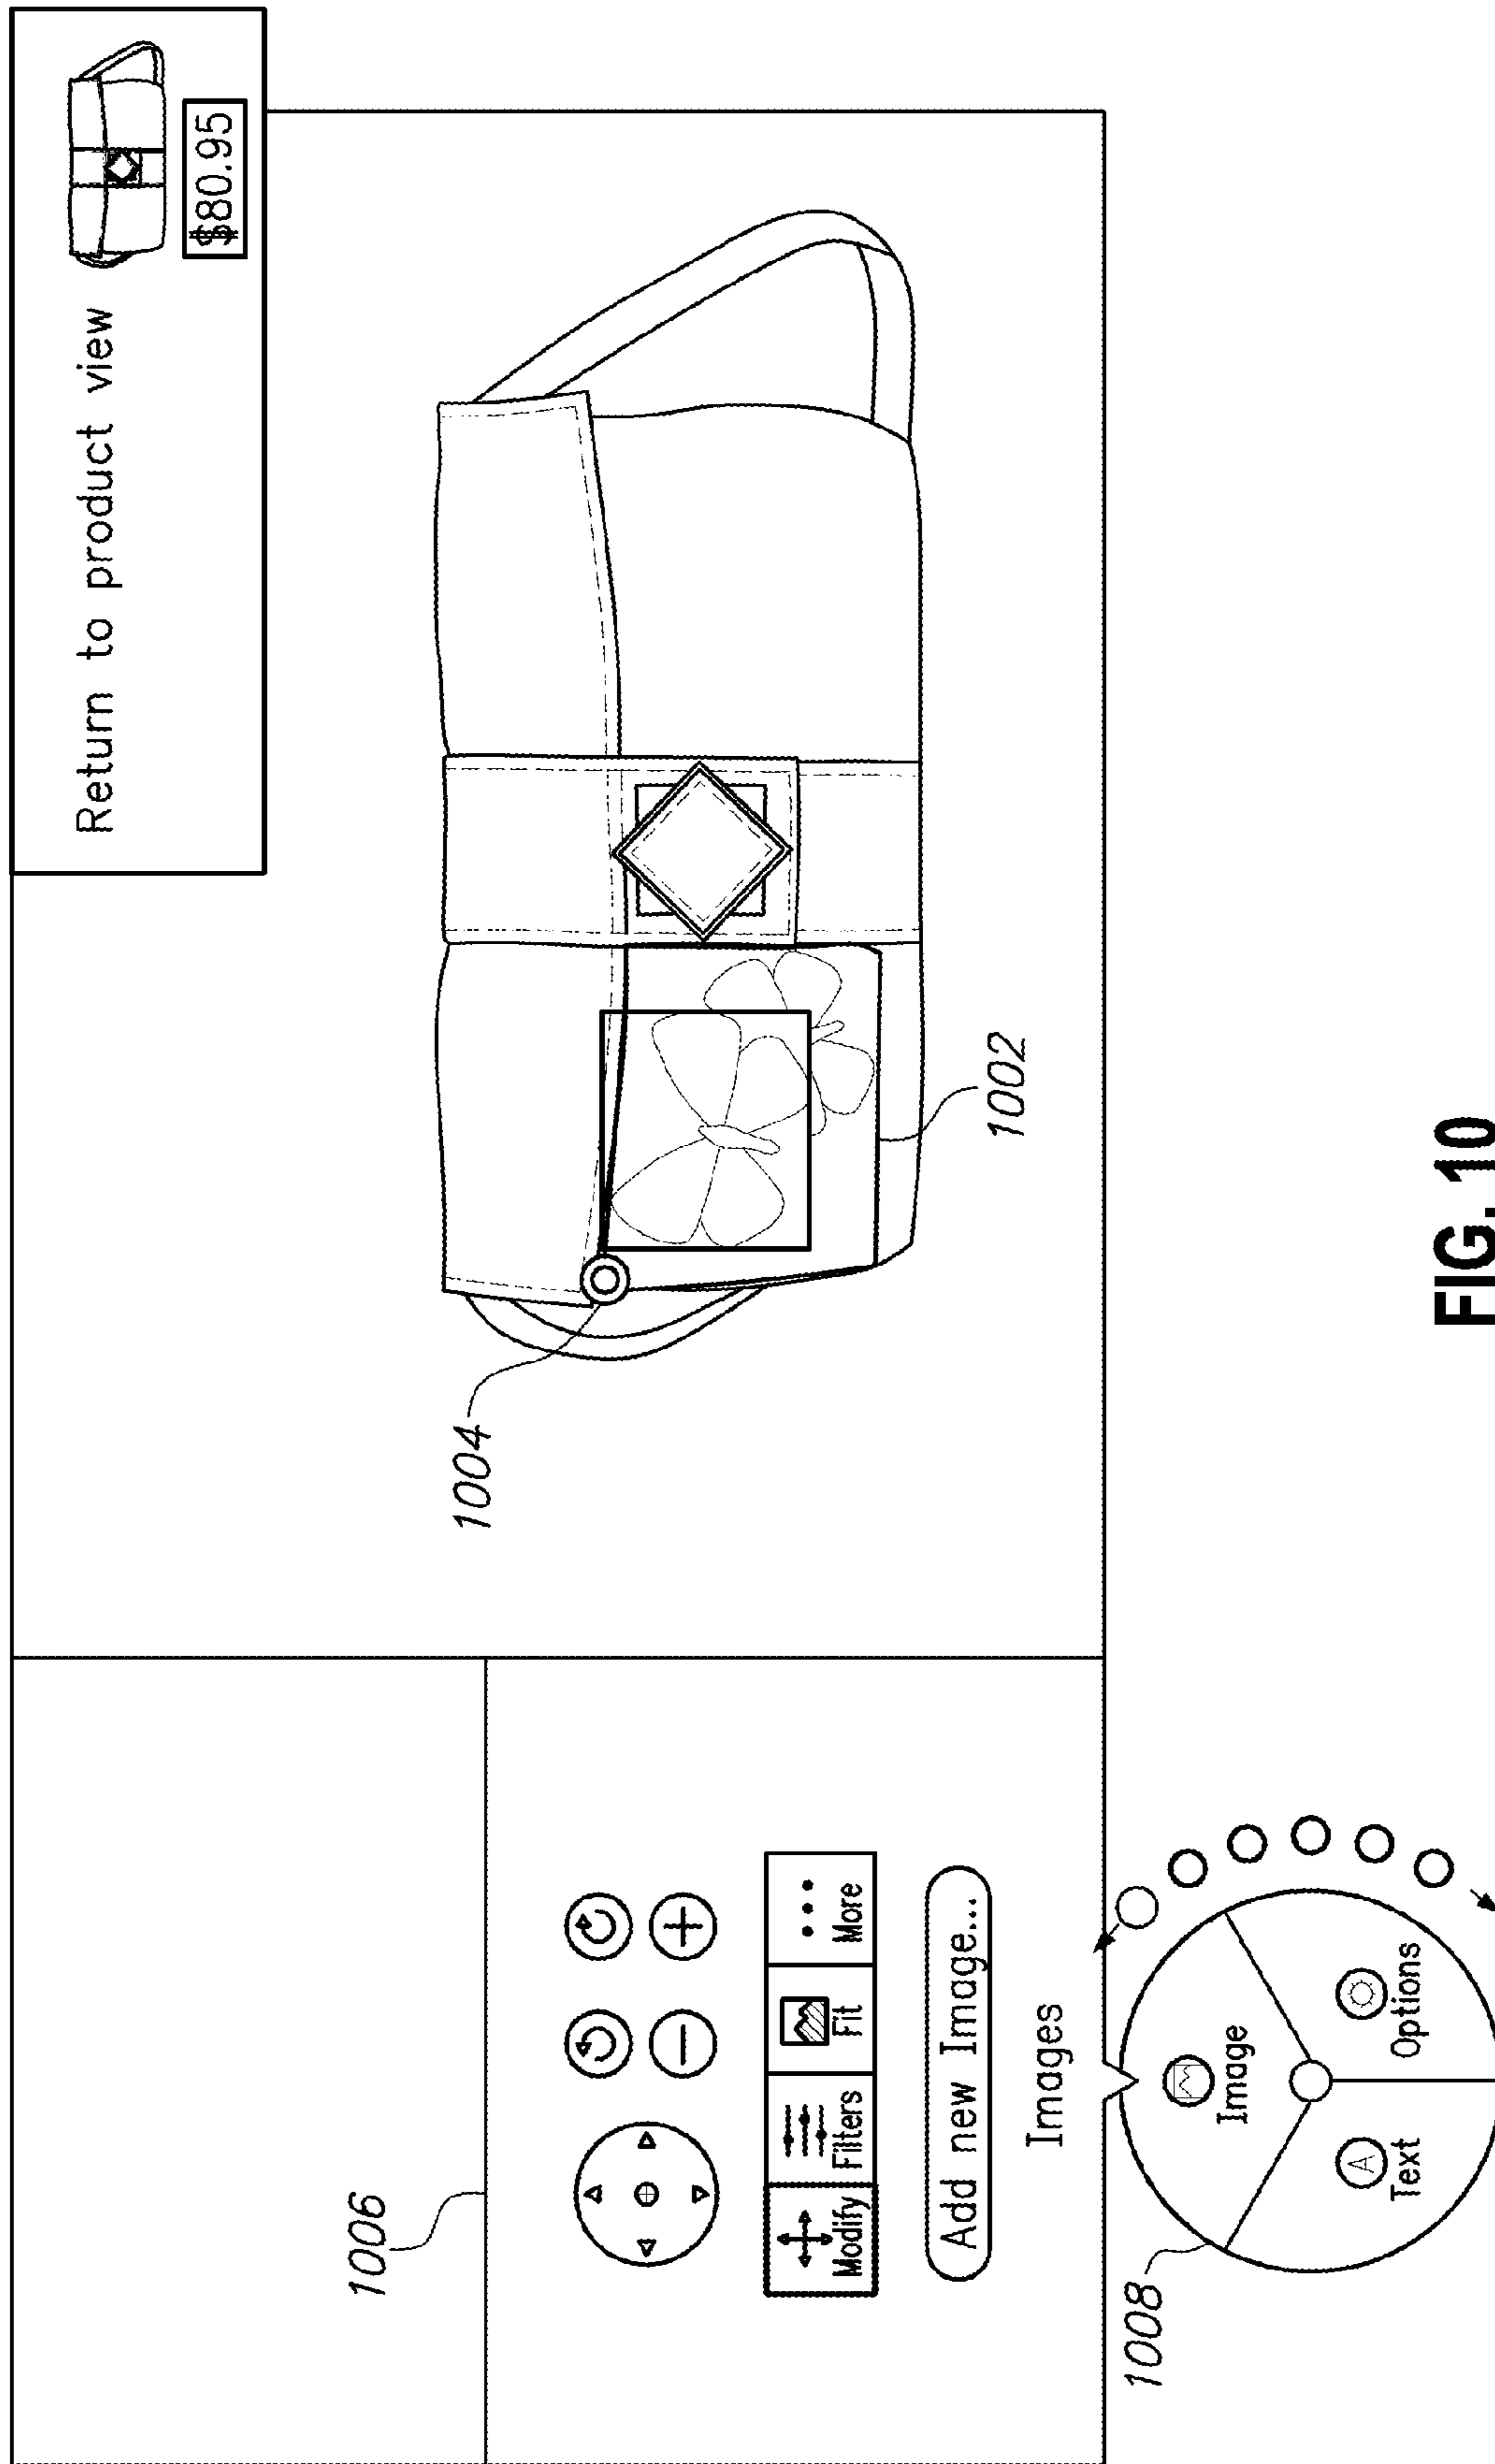 Return to product view
$80.95
1004
1002
1006
Modify
Filters
Fit
More
Add new Image...
Images
1008
Image
Text
A
Options
FIG. 10